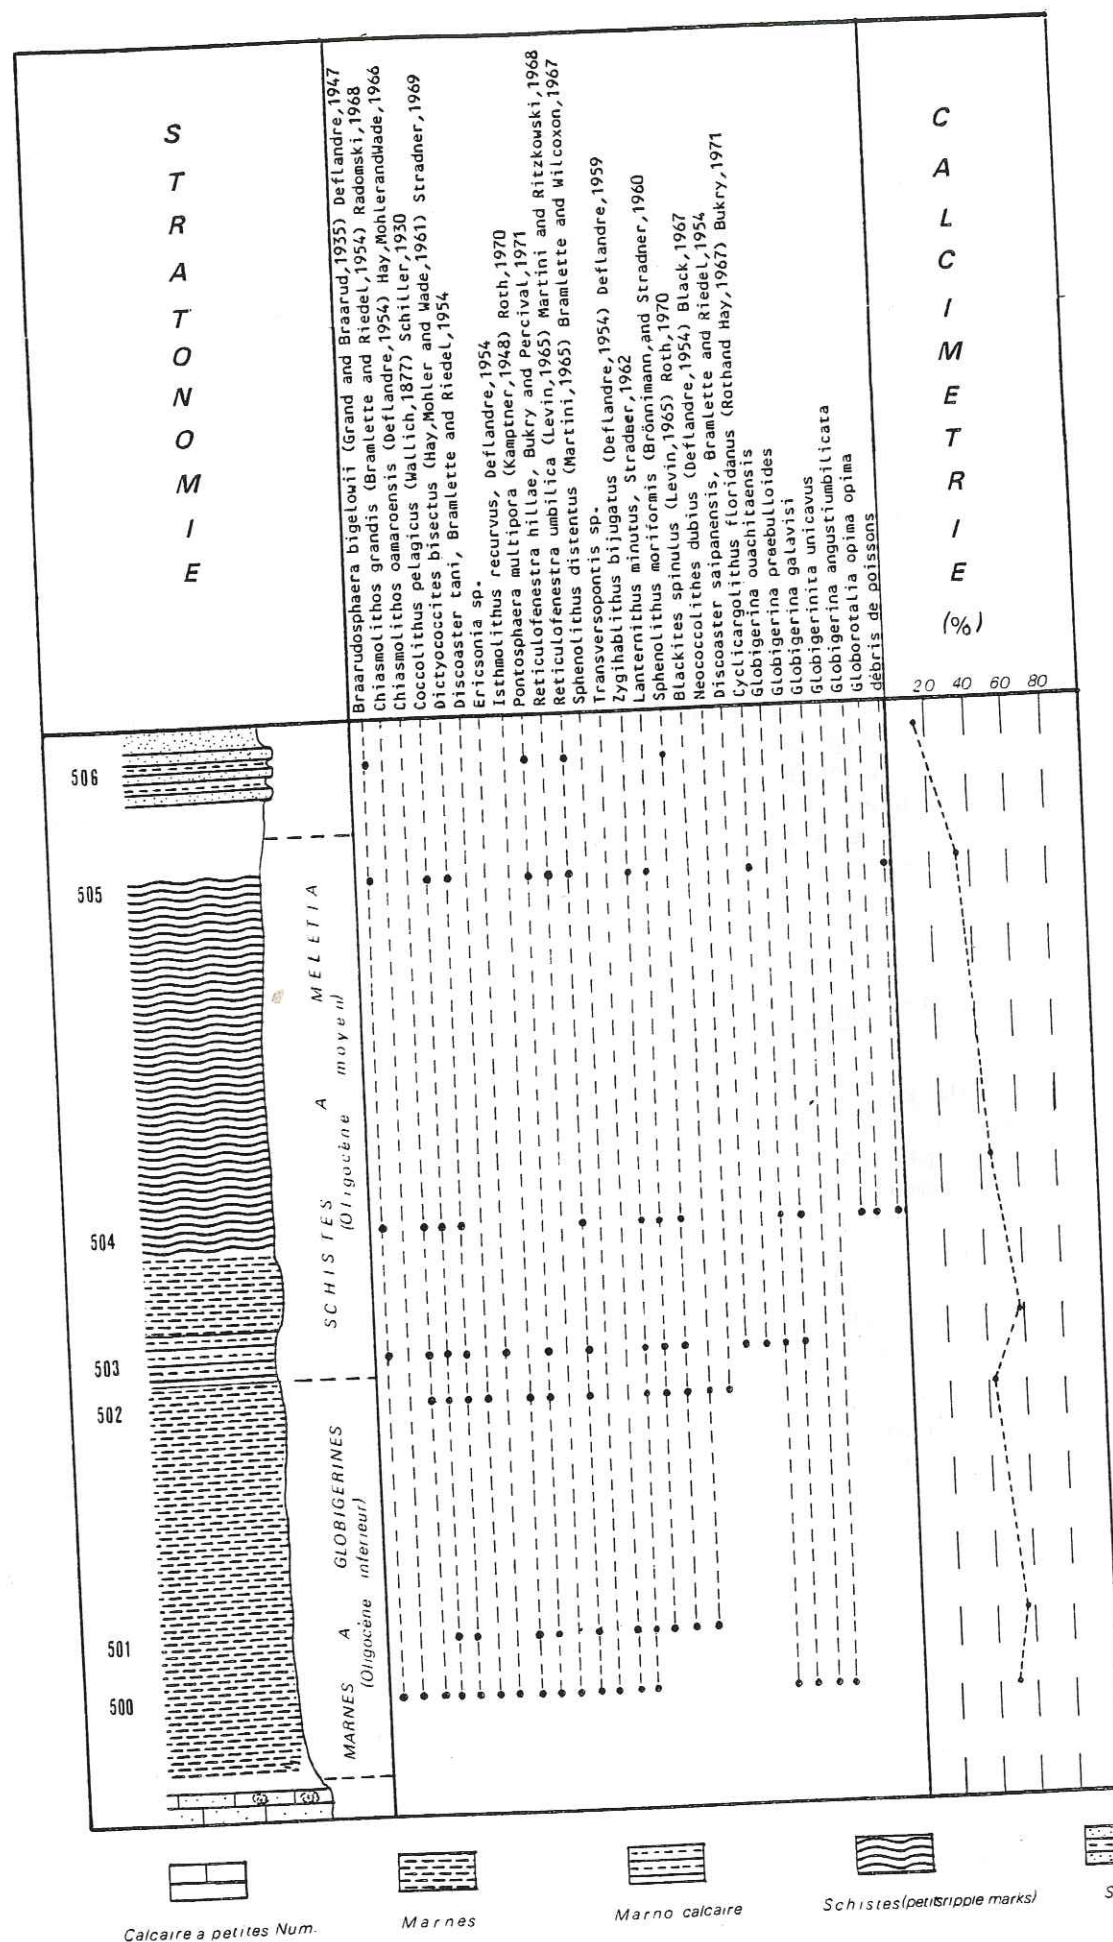 STRATONOMIE
Braarudosphaera bigelowii (Grand and Braarud,1935) Deflandre,1947
Chiasmolithos grandis (Bramlette and Riedel,1954) Radomski,1968
Chiasmolithos oamaroensis (Deflandre,1954) Hay,MohlerandWade,1966
Coccolithus pelagicus (Wallich,1877) Schiller,1930
Dictyococcites bisectus (Hay,Mohler and Wade,1961) Stradner,1969
Discoaster tani, Bramlette and Riedel,1954
Ericsonia sp.
Isthmolithus recurvus, Deflandre,1954
Pontosphaera multipora (Kamptner,1948) Roth,1970
Reticulofenestra hillae, Bukry and Percival,1971
Reticulofenestra umbilica (Levin,1965) Martini and Ritzkowski,1968
Sphenolithus distentus (Martini,1965) Bramlette and Wilcoxon,1967
Transversopontis sp.
Zygihablithus bijugatus (Deflandre,1954) Deflandre,1959
Lanternithus minutus, Stradner,1962
Sphenolithus moriformis (Brönnimann,and Stradner,1960
Blackites spinulus (Levin,1965) Roth,1970
Neococcolithes dubius (Deflandre,1954) Black,1967
Discoaster saipanensis, Bramlette and Riedel,1954
Cyclicargolithus floridanus (Rothand Hay,1967) Bukry,1971
Globigerina ouachitaensis
Globigerina praebulloides
Globigerina galavisi
Globigerinita unicavus
Globigerina angustiumbilicata
Globorotalia opima opima
débris de poissons
CALCIMETRIE
(%)
20 40 60 80
506
505
504
503
502
501
500
SCHISTES A MELETIA
(Oligocène moyen)
MARNES A GLOBIGERINES
(Oligocène inférieur)
Calcaire a petites Num.
Marnes
Marno calcaire
Schistes(petitsripple marks)
S